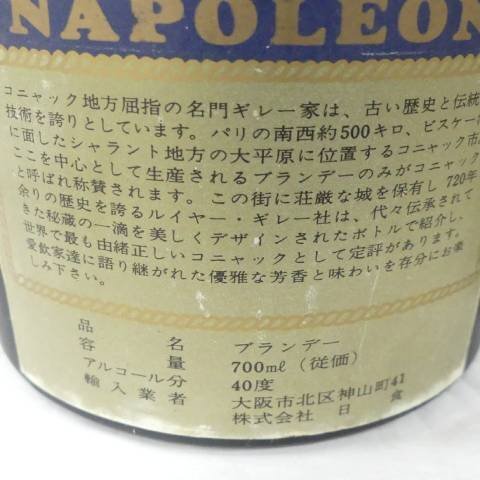 NAPOLEON
コニャック地方屈指の名門ギレー家は、古い歴史と伝統
技術を誇りとしています。パリの南西約500キロ、ビスケー
に面したシャラント地方の大平原に位置するコニャック市
ここを中心として生産されるブランデーのみがコニャック
と呼ばれ称賛されます。この街に荘厳な城を保有し720年
余りの歴史を誇るルイヤー・ギレー社は、代々伝承されて
きた秘蔵の一滴を美しくデザインされたボトルで紹介し、
世界で最も由緒正しいコニャックとして定評があります。
愛飲家達に語り継がれた優雅な芳香と味わいを存分にお楽
しみ下さい。
品名 ブランデー
容量 700ml（従価）
アルコール分 40度
輸入業者 大阪市北区神山町41
株式会社 日食